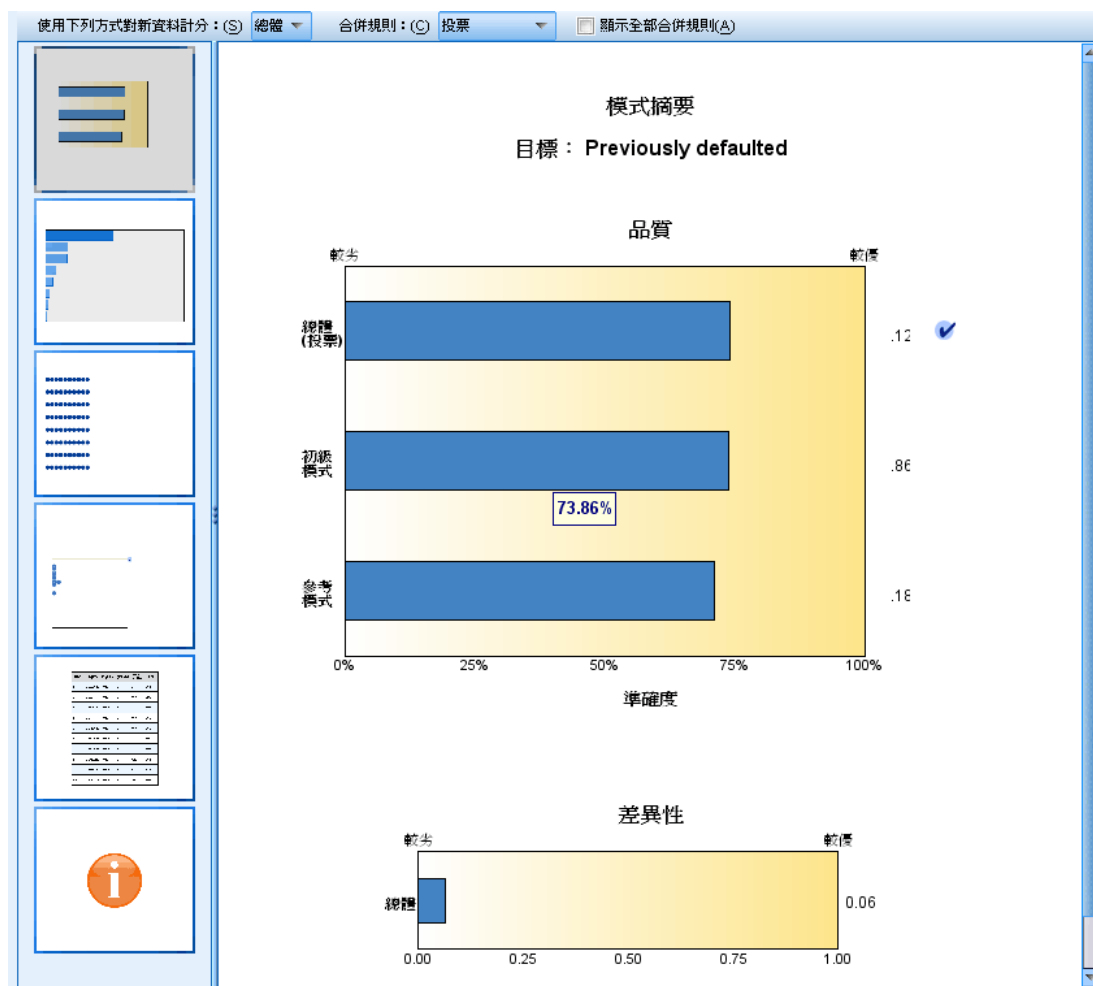 使用下列方式對新資料計分：(S) 總體 合併規則：(C) 投票 顯示全部合併規則(A)
模式摘要
目標： Previously defaulted
品質
較劣 較優
總體
(投票)
.12
初級
模式
.86
73.86%
參考
模式
.18
0% 25% 50% 75% 100%
準確度
差異性
較劣 較優
總體
0.06
0.00 0.25 0.50 0.75 1.00